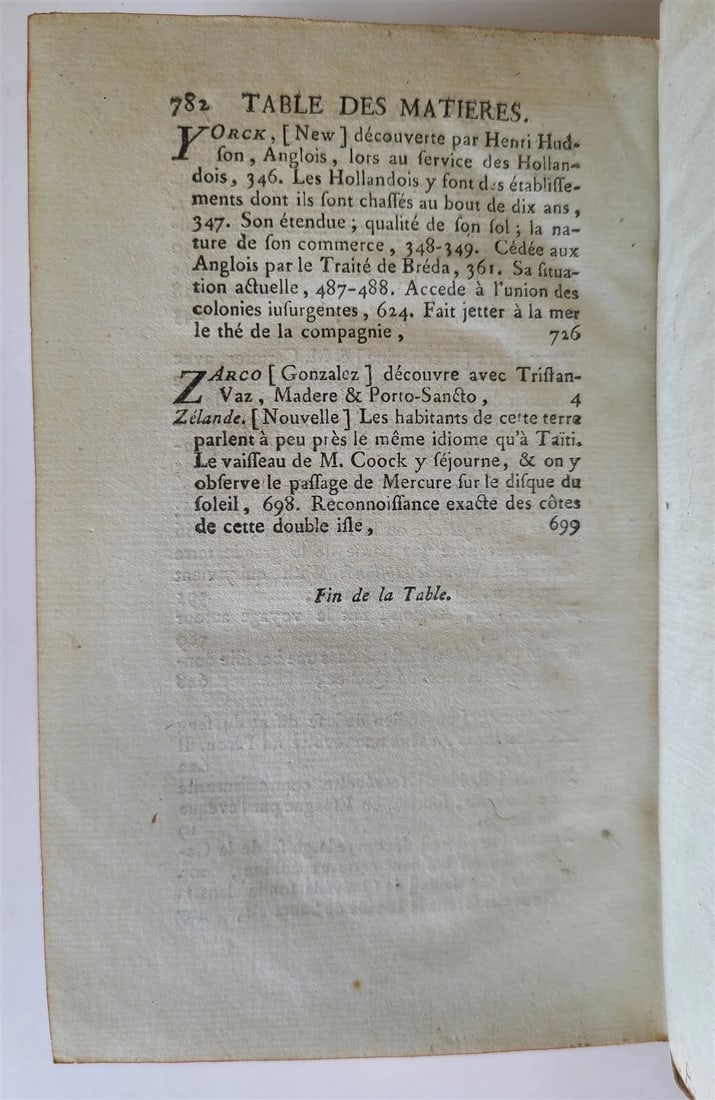 782 TABLE DES MATIERES.
YORCK, [ New ] découverte par Henri Hud-
ſon, Anglois, lors au ſervice des Hollan-
dois, 346. Les Hollandois y font des établiſſe-
ments dont ils ſont chaſſés au bout de dix ans,
347. Son étendue; qualité de ſon ſol; la na-
ture de ſon commerce, 348-349. Cédée aux
Anglois par le Traité de Bréda, 361. Sa ſitua-
tion actuelle, 487-488. Accede à l'union des
colonies iuſurgentes, 624. Fait jetter à la mer
le thé de la compagnie, 726
ZARCO [ Gonzalez ] découvre avec Triſtan-
Vaz, Madere & Porto-Sancto, 4
Zélande. [ Nouvelle ] Les habitants de cette terre
parlent à peu près le même idiome qu'à Taïti.
Le vaiſſeau de M. Coock y ſéjourne, & on y
obſerve le paſſage de Mercure ſur le diſque du
ſoleil, 698. Reconnoiſſance exacte des côtes
de cette double iſle, 699
Fin de la Table.